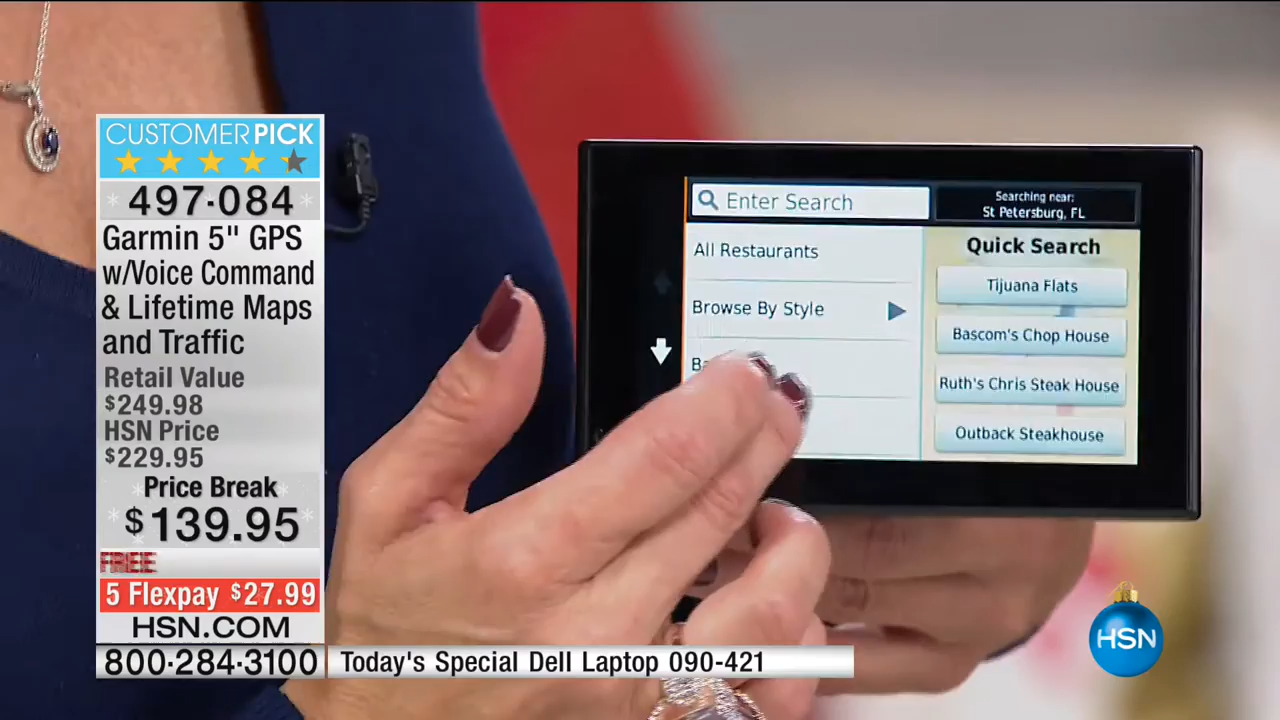 CUSTOMER PICK
497-084
Garmin 5" GPS
w/Voice Command
& Lifetime Maps
and Traffic
Retail Value
$249.98
HSN Price
$229.95
Price Break
$139.95
FREE
5 Flexpay $27.99
HSN.COM
800-284-3100
Today's Special Dell Laptop 090-421
Enter Search
Searching near:
St Petersburg, FL
All Restaurants
Browse By Style
Quick Search
Tijuana Flats
Bascom's Chop House
Ruth's Chris Steak House
Outback Steakhouse
HSN